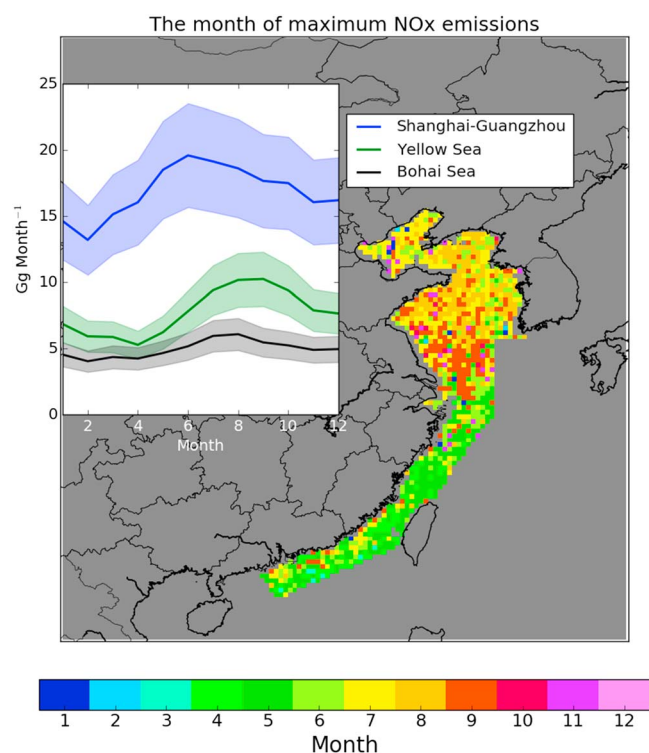 The month of maximum NOx emissions
25
20
15
10
5
0
Gg Month⁻¹
2 4 6 8 10 12
Month
Shanghai-Guangzhou
Yellow Sea
Bohai Sea
1 2 3 4 5 6 7 8 9 10 11 12
Month